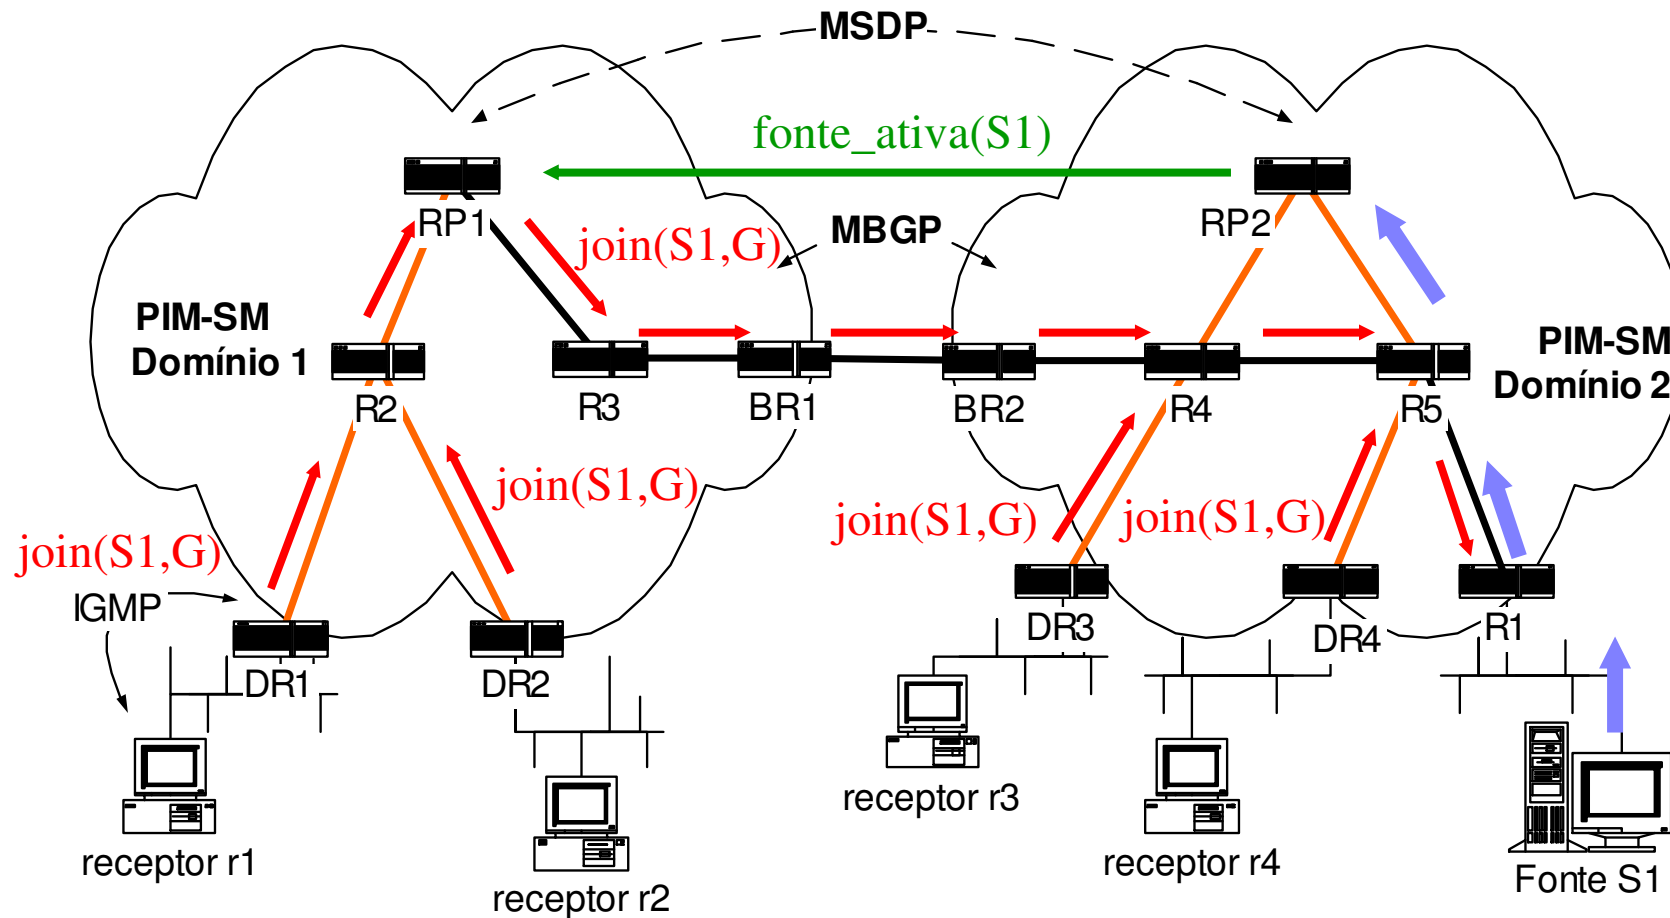 MSDP
fonte_ativa(S1)
RP1
RP2
MBGP
join(S1,G)
PIM-SM
Domínio 1
PIM-SM
Domínio 2
R2
R3
BR1
BR2
R4
R5
join(S1,G)
join(S1,G)
join(S1,G)
join(S1,G)
IGMP
DR1
DR2
DR3
DR4
R1
receptor r1
receptor r2
receptor r3
receptor r4
Fonte S1